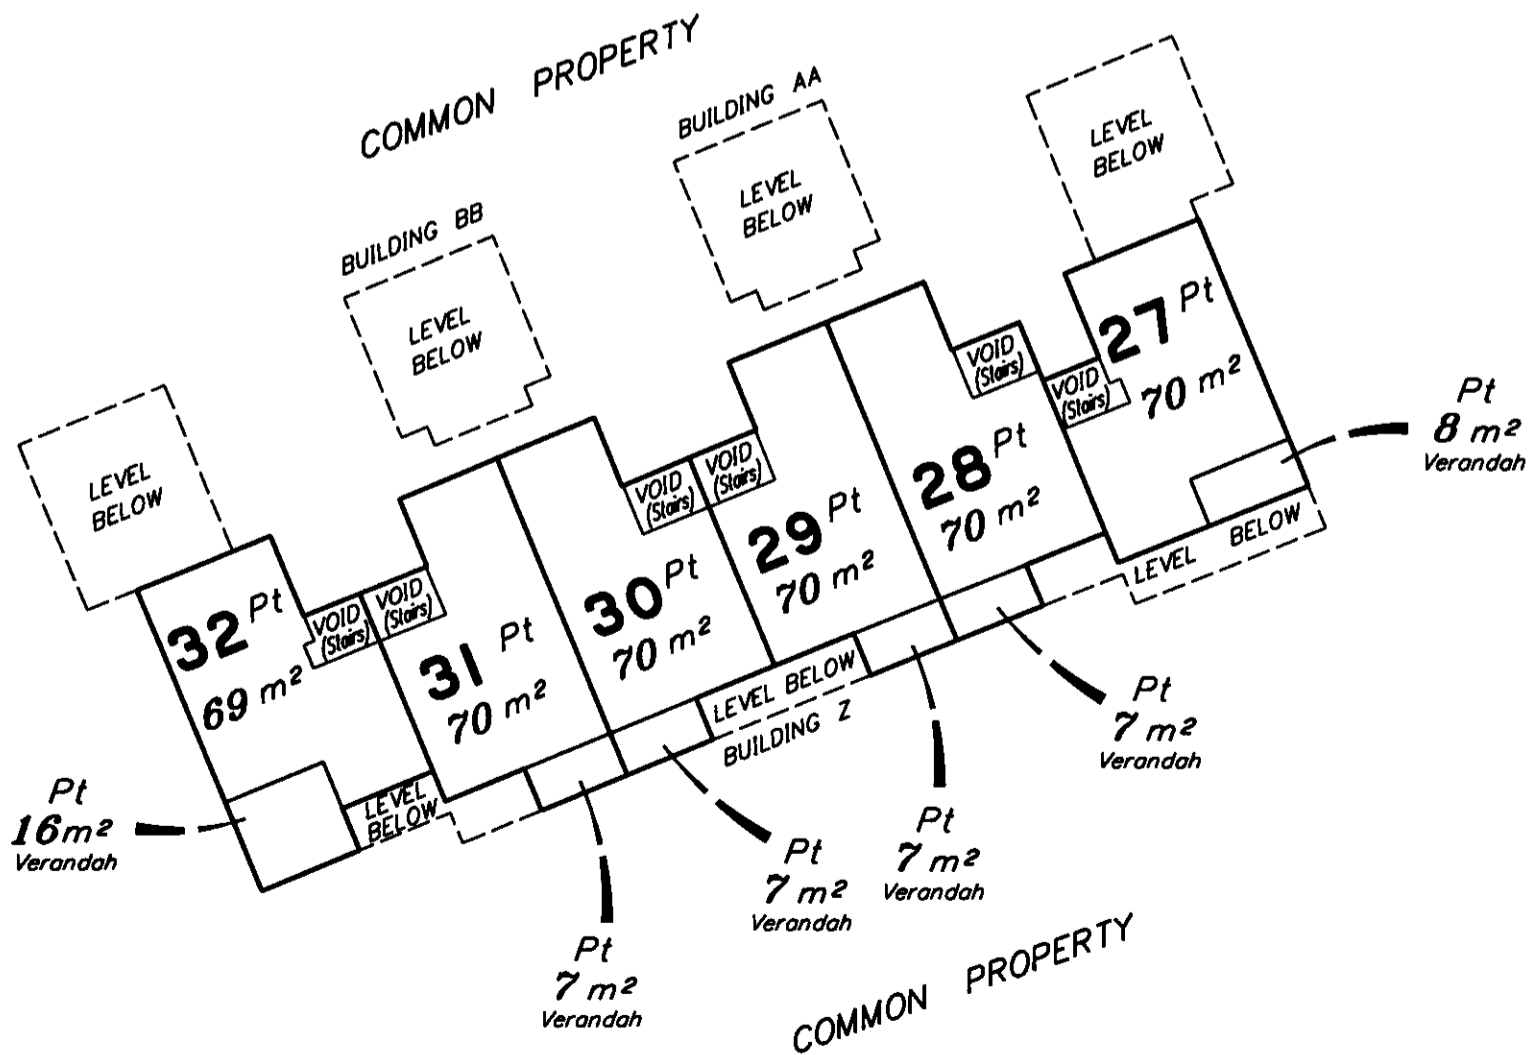 COMMON PROPERTY
BUILDING AA
LEVEL
BELOW
LEVEL
BELOW
BUILDING BB
LEVEL
BELOW
LEVEL
BELOW
27 Pt
70 m²
VOID
(Stairs)
VOID
(Stairs)
Pt
8 m²
Verandah
28 Pt
70 m²
VOID
(Stairs)
VOID
(Stairs)
29 Pt
70 m²
30 Pt
70 m²
VOID
(Stairs)
VOID
(Stairs)
31 Pt
70 m²
32 Pt
69 m²
LEVEL BELOW
LEVEL BELOW
BUILDING Z
LEVEL
BELOW
Pt
16 m²
Verandah
Pt
7 m²
Verandah
Pt
7 m²
Verandah
Pt
7 m²
Verandah
Pt
7 m²
Verandah
COMMON PROPERTY